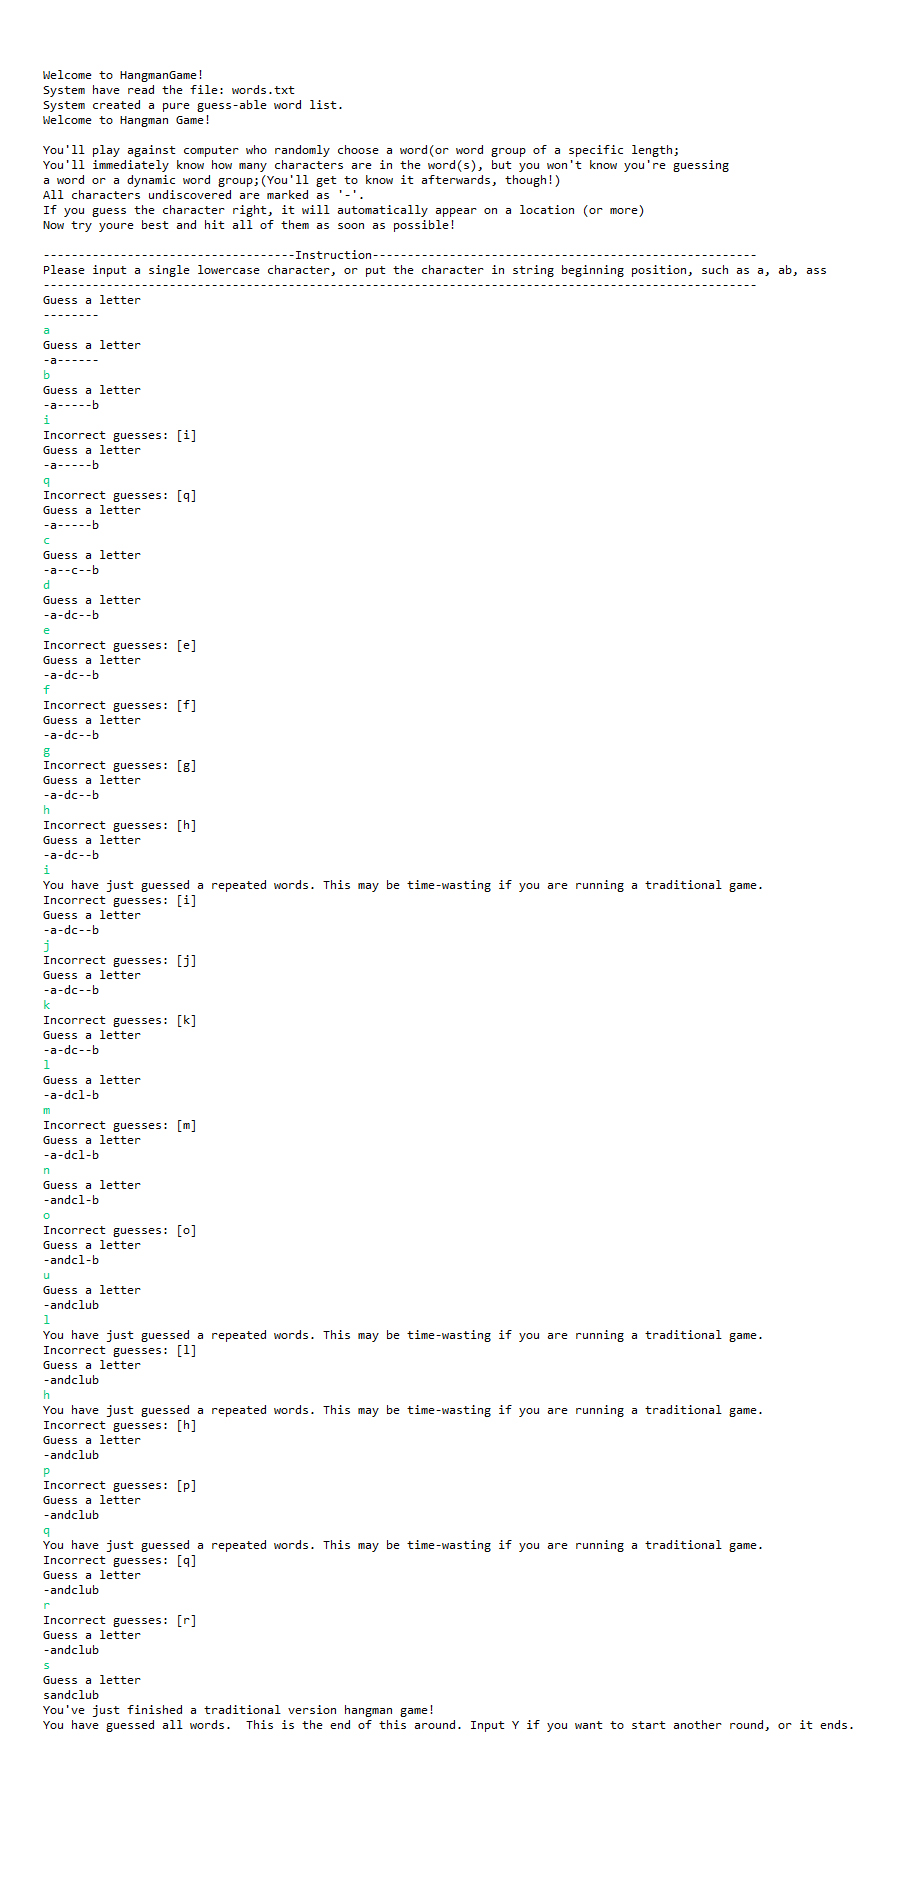 Welcome to HangmanGame!
System have read the file: words.txt
System created a pure guess-able word list.
Welcome to Hangman Game!
You'll play against computer who randomly choose a word(or word group of a specific length;
You'll immediately know how many characters are in the word(s), but you won't know you're guessing
a word or a dynamic word group;(You'll get to know it afterwards, though!)
All characters undiscovered are marked as '-'.
If you guess the character right, it will automatically appear on a location (or more)
Now try youre best and hit all of them as soon as possible!
------------------------------------Instruction-------------------------------------------------------
Please input a single lowercase character, or put the character in string beginning position, such as a, ab, ass
------------------------------------------------------------------------------------------------------
Guess a letter
--------
a
Guess a letter
-a------
b
Guess a letter
-a-----b
i
Incorrect guesses: [i]
Guess a letter
-a-----b
q
Incorrect guesses: [q]
Guess a letter
-a-----b
c
Guess a letter
-a--c--b
d
Guess a letter
-a-dc--b
e
Incorrect guesses: [e]
Guess a letter
-a-dc--b
f
Incorrect guesses: [f]
Guess a letter
-a-dc--b
g
Incorrect guesses: [g]
Guess a letter
-a-dc--b
h
Incorrect guesses: [h]
Guess a letter
-a-dc--b
i
You have just guessed a repeated words. This may be time-wasting if you are running a traditional game.
Incorrect guesses: [i]
Guess a letter
-a-dc--b
j
Incorrect guesses: [j]
Guess a letter
-a-dc--b
k
Incorrect guesses: [k]
Guess a letter
-a-dc--b
l
Guess a letter
-a-dcl-b
m
Incorrect guesses: [m]
Guess a letter
-a-dcl-b
n
Guess a letter
-andcl-b
o
Incorrect guesses: [o]
Guess a letter
-andcl-b
u
Guess a letter
-andclub
l
You have just guessed a repeated words. This may be time-wasting if you are running a traditional game.
Incorrect guesses: [l]
Guess a letter
-andclub
h
You have just guessed a repeated words. This may be time-wasting if you are running a traditional game.
Incorrect guesses: [h]
Guess a letter
-andclub
p
Incorrect guesses: [p]
Guess a letter
-andclub
q
You have just guessed a repeated words. This may be time-wasting if you are running a traditional game.
Incorrect guesses: [q]
Guess a letter
-andclub
r
Incorrect guesses: [r]
Guess a letter
-andclub
s
Guess a letter
sandclub
You've just finished a traditional version hangman game!
You have guessed all words.  This is the end of this around. Input Y if you want to start another round, or it ends.